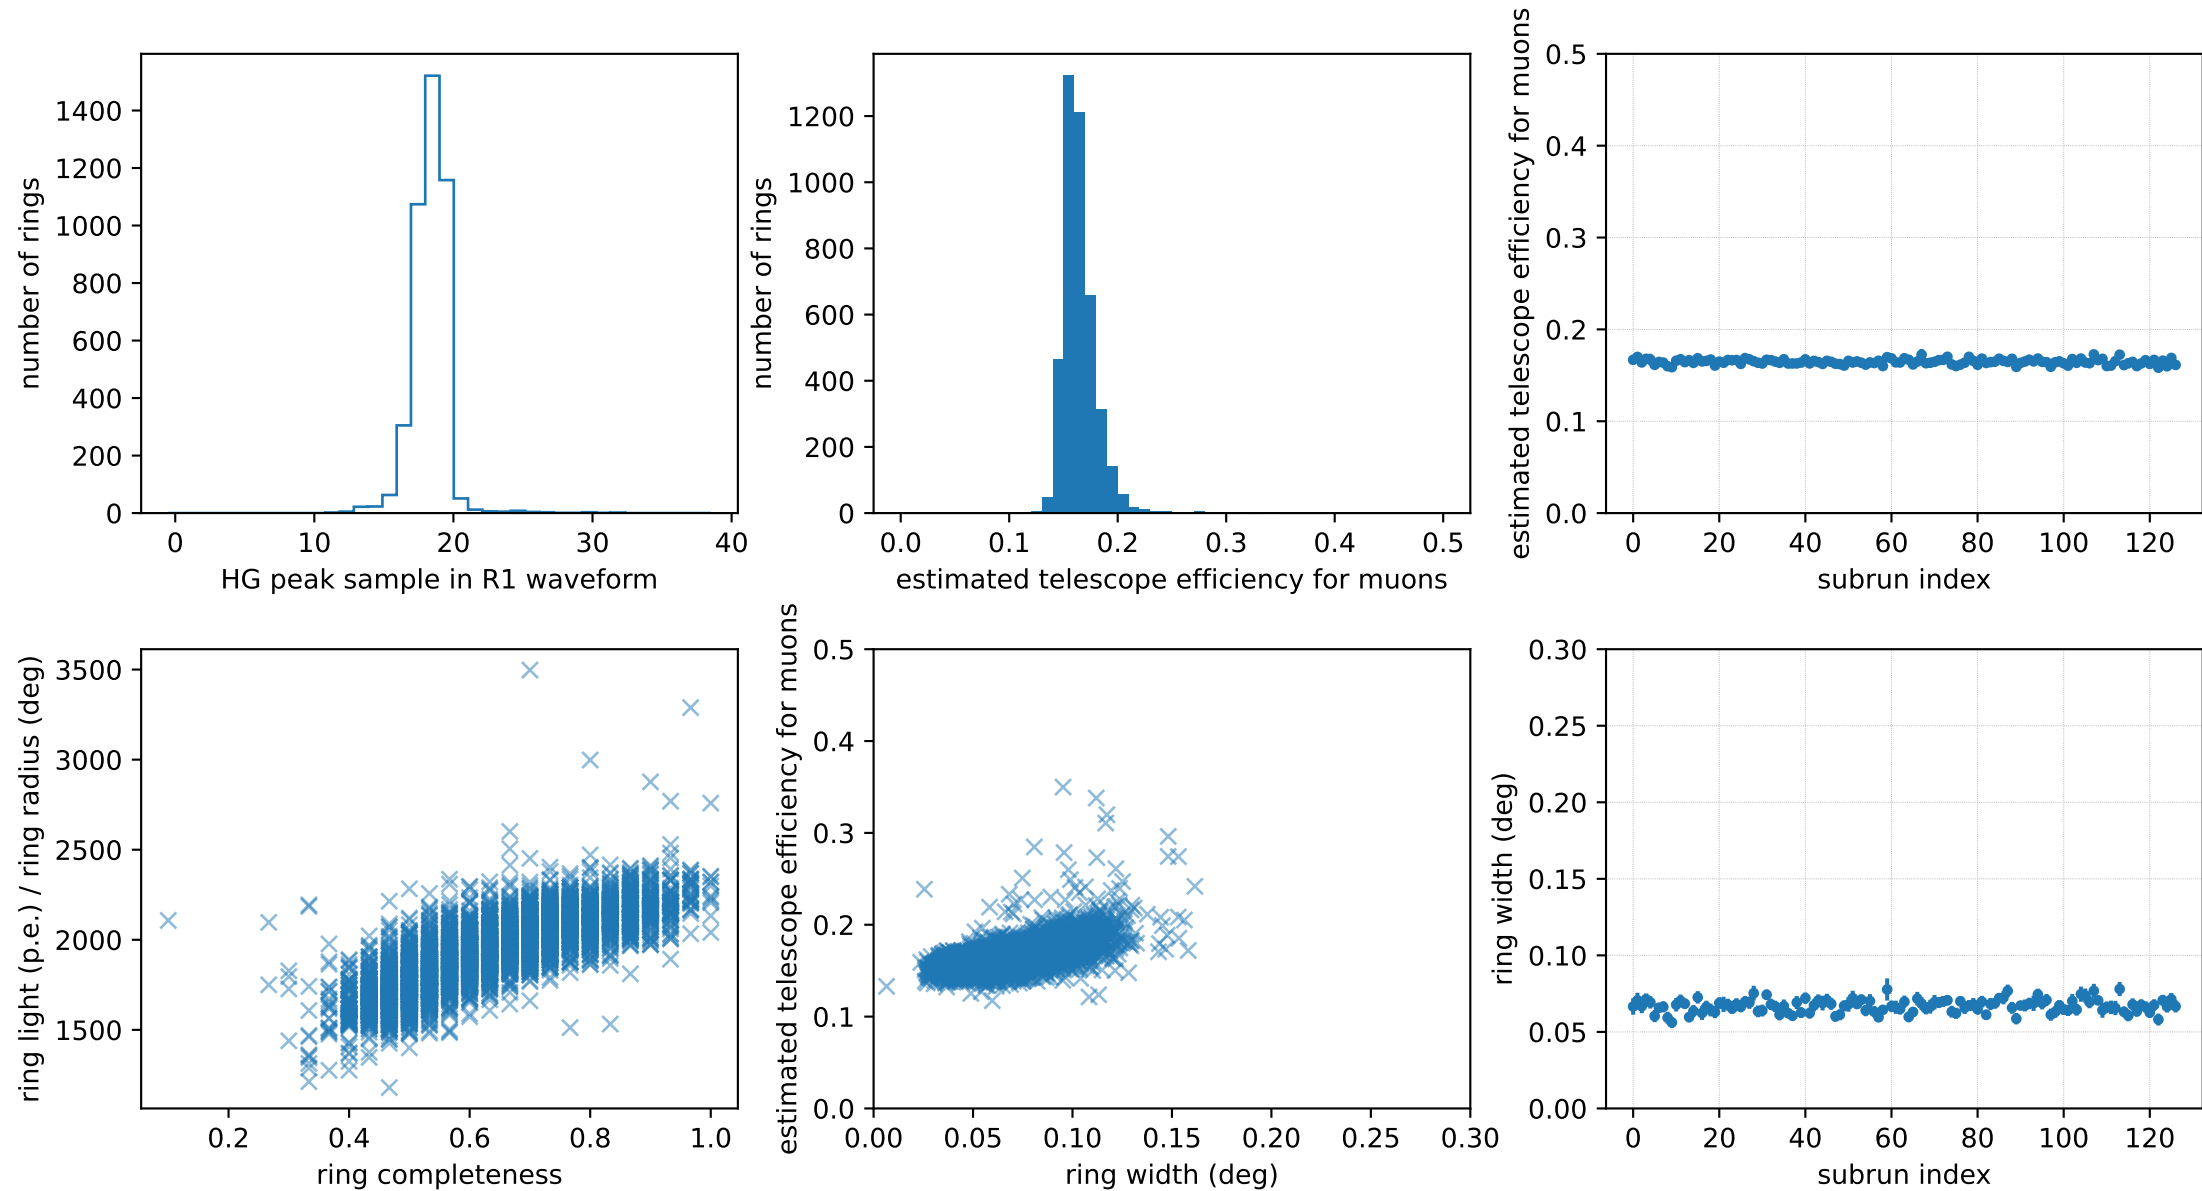 number of rings
1400
1200
1000
800
600
400
200
0
0 10 20 30 40
HG peak sample in R1 waveform
number of rings
1200
1000
800
600
400
200
0
0.0 0.1 0.2 0.3 0.4 0.5
estimated telescope efficiency for muons
estimated telescope efficiency for muons
0.5
0.4
0.3
0.2
0.1
0.0
0 20 40 60 80 100 120
subrun index
ring light (p.e.) / ring radius (deg)
3500
3000
2500
2000
1500
0.2 0.4 0.6 0.8 1.0
ring completeness
estimated telescope efficiency for muons
0.5
0.4
0.3
0.2
0.1
0.0
0.00 0.05 0.10 0.15 0.20 0.25 0.30
ring width (deg)
ring width (deg)
0.30
0.25
0.20
0.15
0.10
0.05
0.00
0 20 40 60 80 100 120
subrun index